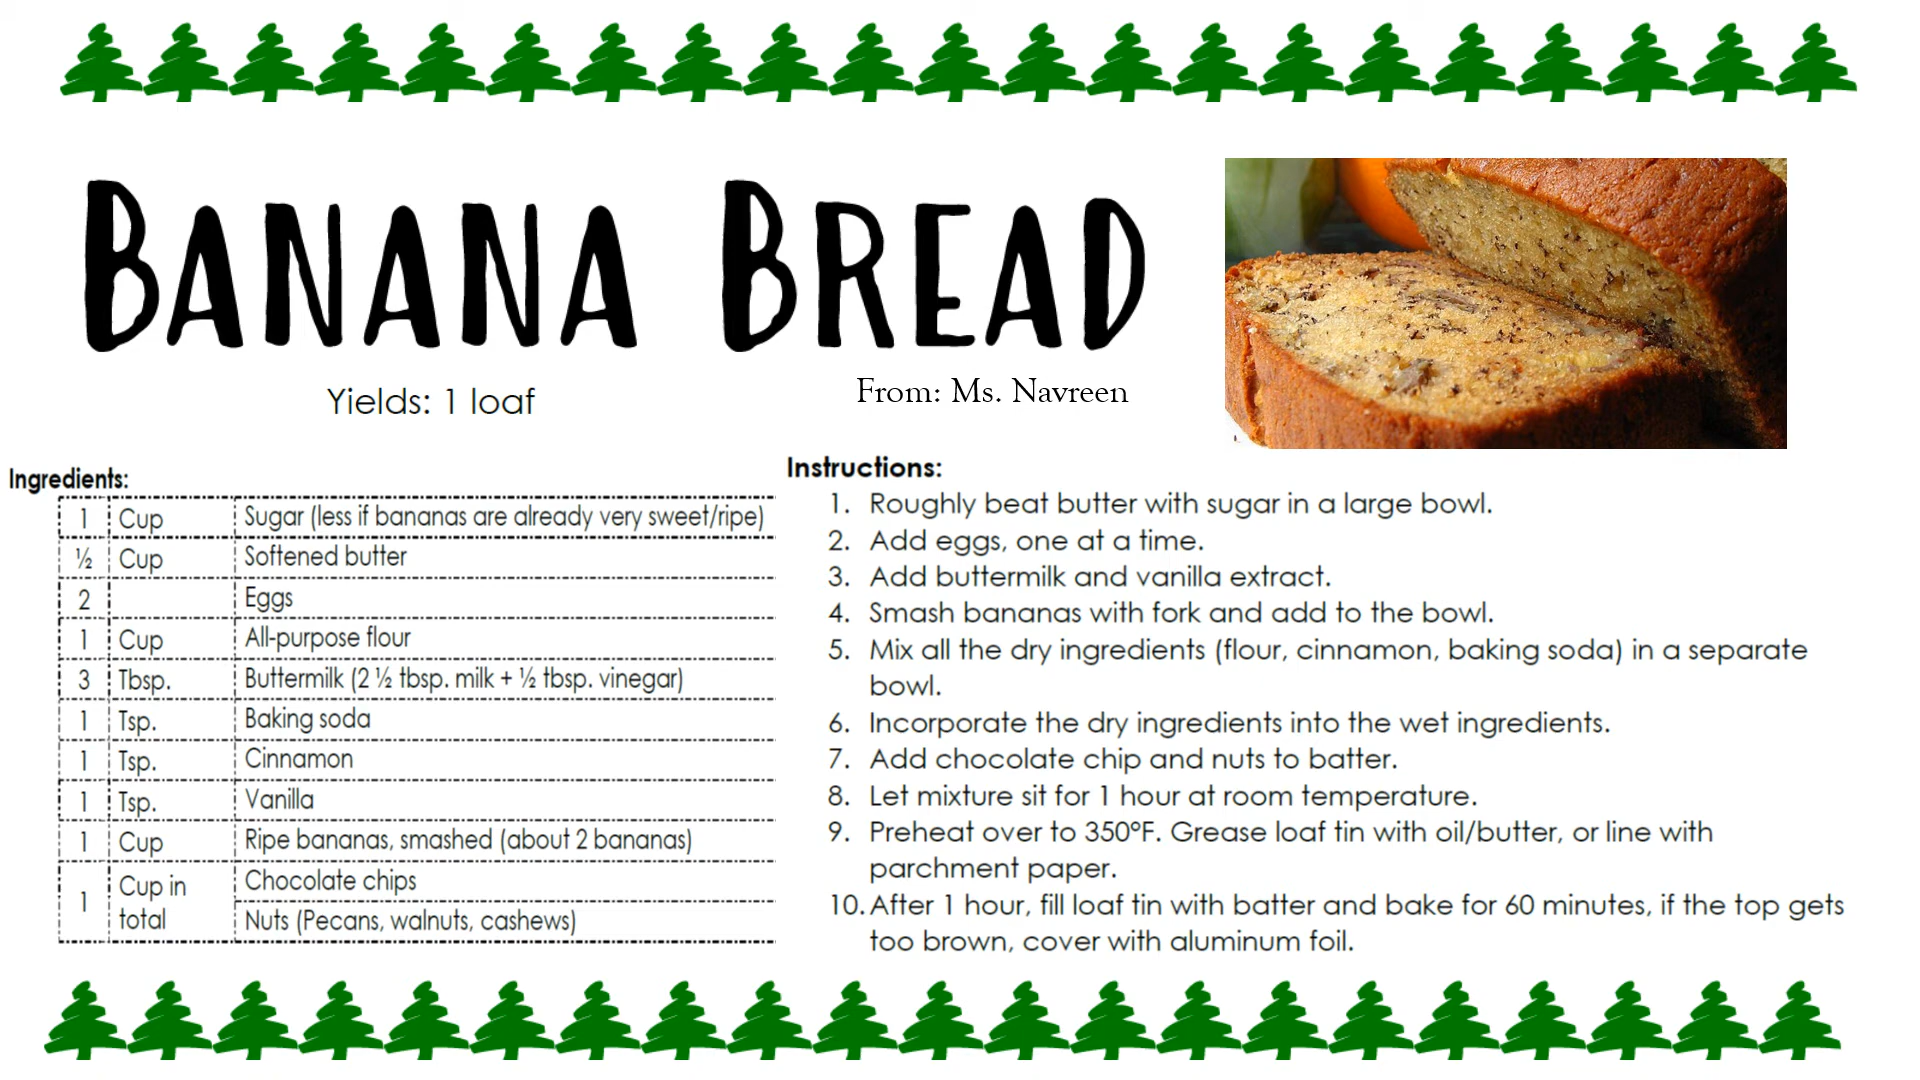 BANANA BREAD
Yields: 1 loaf
From: Ms. Navreen
Ingredients:
1 Cup Sugar (less if bananas are already very sweet/ripe)
½ Cup Softened butter
2 Eggs
1 Cup All-purpose flour
3 Tbsp. Buttermilk (2 ½ tbsp. milk + ½ tbsp. vinegar)
1 Tsp. Baking soda
1 Tsp. Cinnamon
1 Tsp. Vanilla
1 Cup Ripe bananas, smashed (about 2 bananas)
1 Cup in total Chocolate chips
Nuts (Pecans, walnuts, cashews)
Instructions:
1. Roughly beat butter with sugar in a large bowl.
2. Add eggs, one at a time.
3. Add buttermilk and vanilla extract.
4. Smash bananas with fork and add to the bowl.
5. Mix all the dry ingredients (flour, cinnamon, baking soda) in a separate
bowl.
6. Incorporate the dry ingredients into the wet ingredients.
7. Add chocolate chip and nuts to batter.
8. Let mixture sit for 1 hour at room temperature.
9. Preheat over to 350°F. Grease loaf tin with oil/butter, or line with
parchment paper.
10. After 1 hour, fill loaf tin with batter and bake for 60 minutes, if the top gets
too brown, cover with aluminum foil.